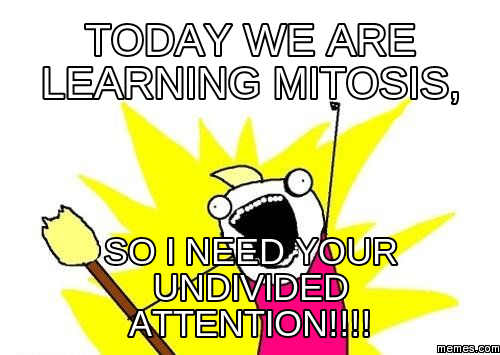 TODAY WE ARE
LEARNING MITOSIS,
SO I NEED YOUR
UNDIVIDED
ATTENTION!!!!
memes.com